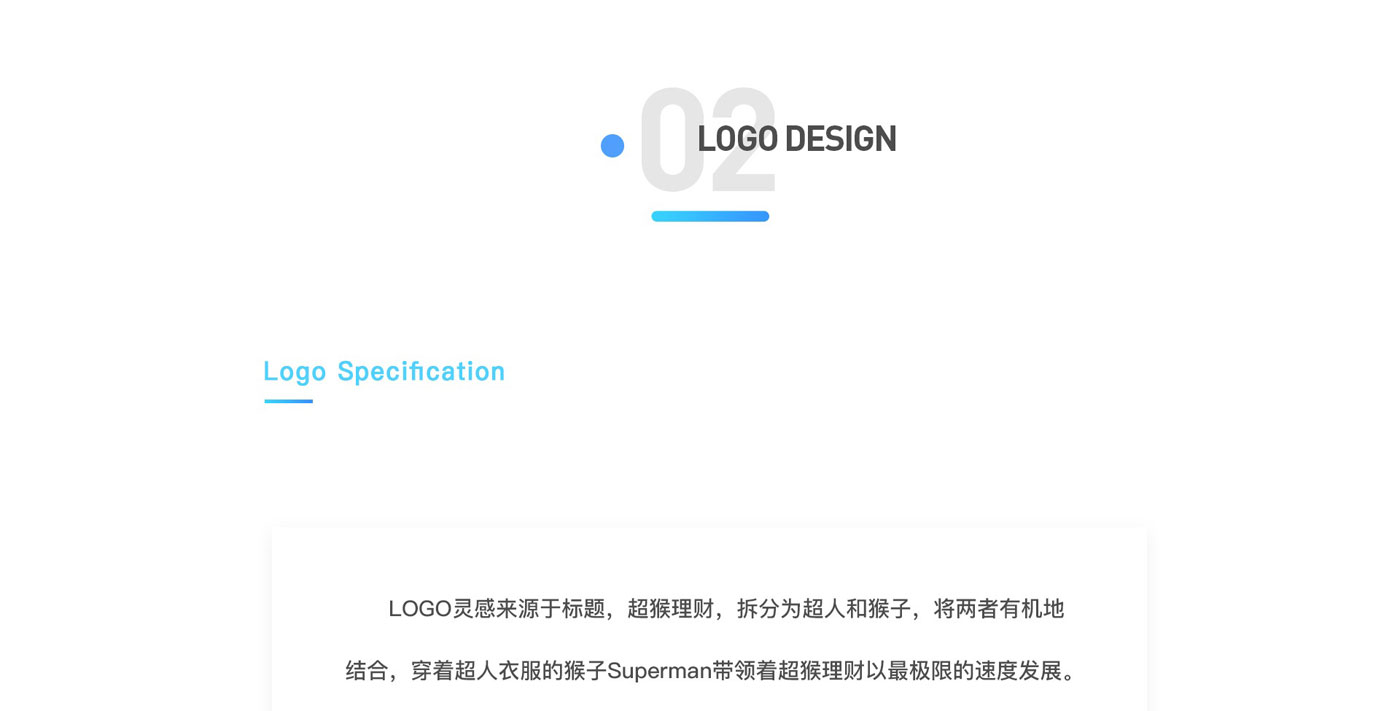 02
LOGO DESIGN
Logo Specification
LOGO灵感来源于标题，超猴理财，拆分为超人和猴子，将两者有机地
结合，穿着超人衣服的猴子Superman带领着超猴理财以最极限的速度发展。